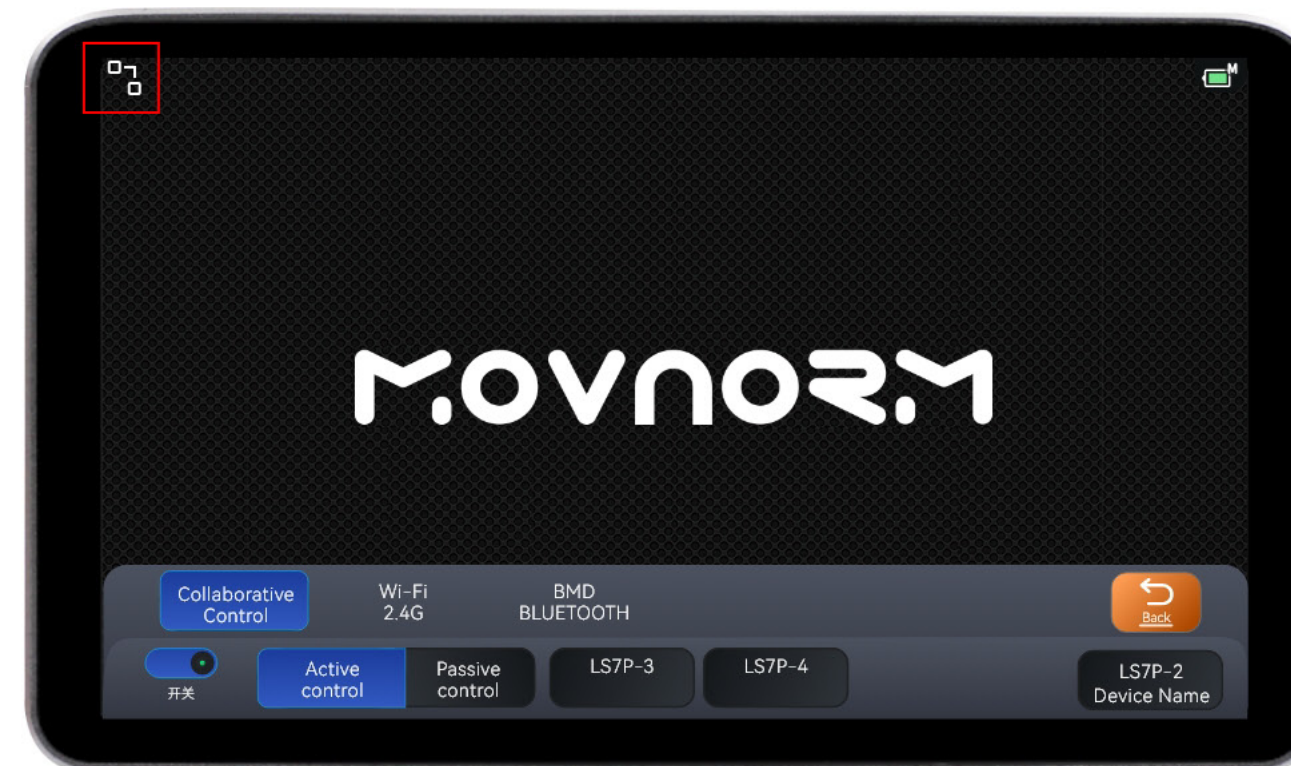 M
MOVNORM
Collaborative
Control
Wi-Fi
2.4G
BMD
BLUETOOTH
Back
开关
Active
control
Passive
control
LS7P-3
LS7P-4
LS7P-2
Device Name